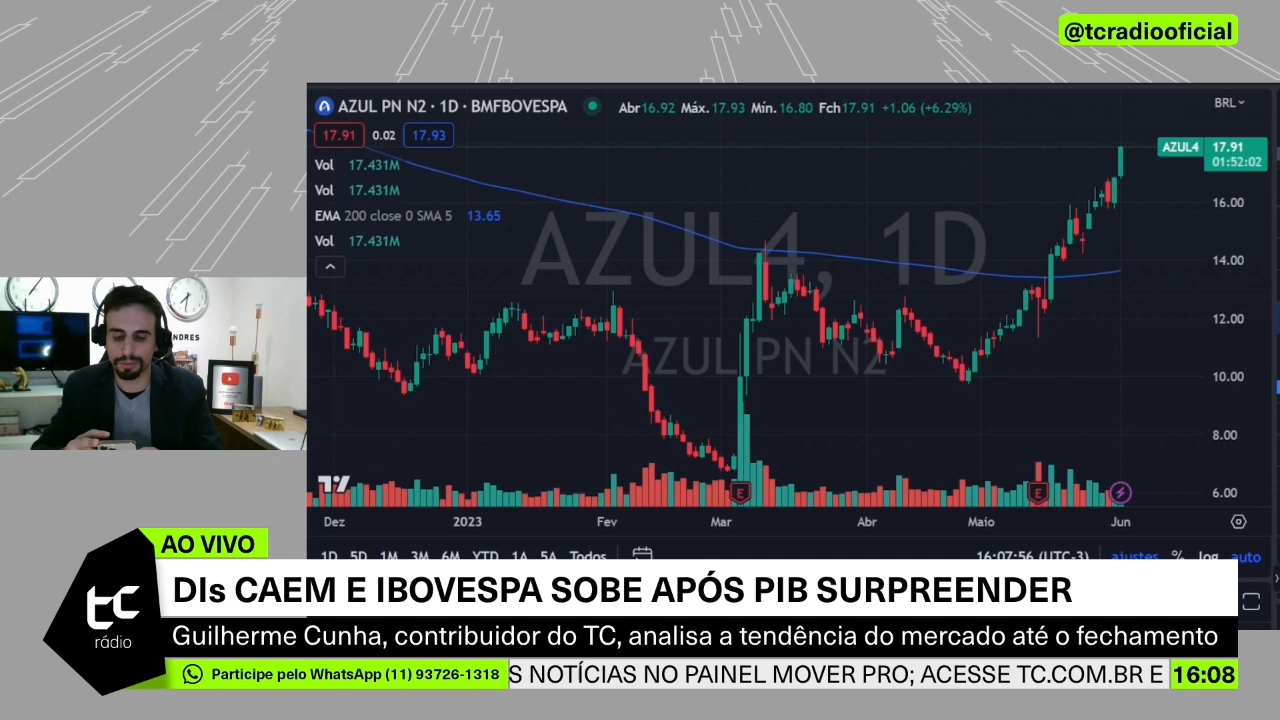 @tcradiooficial
AZUL PN N2 · 1D · BMFBOVESPA
Abr16.92 Máx.17.93 Mín.16.80 Fch17.91 +1.06 (+6.29%)
BRL
17.91 0.02 17.93
AZUL4 17.91
01:52:02
Vol 17.431M
Vol 17.431M
EMA 200 close 0 SMA 5 13.65
Vol 17.431M
AZUL4, 1D
AZUL PN N2
16.00
14.00
12.00
10.00
8.00
6.00
NDRES
E
E
Dez 2023 Fev Mar Abr Maio Jun
1D 5D 1M 3M 6M YTD 1A 5A Todos
16:07:56 (UTC-3) ajustes % log auto
AO VIVO
DIs CAEM E IBOVESPA SOBE APÓS PIB SURPREENDER
tc
rádio
Guilherme Cunha, contribuidor do TC, analisa a tendência do mercado até o fechamento
Participe pelo WhatsApp (11) 93726-1318
S NOTÍCIAS NO PAINEL MOVER PRO; ACESSE TC.COM.BR E
16:08